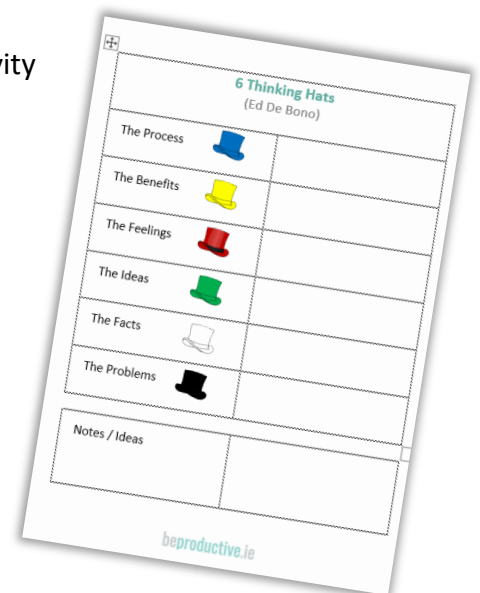 6 Thinking Hats
(Ed De Bono)
The Process
The Benefits
The Feelings
The Ideas
The Facts
The Problems
Notes / Ideas
beproductive.ie